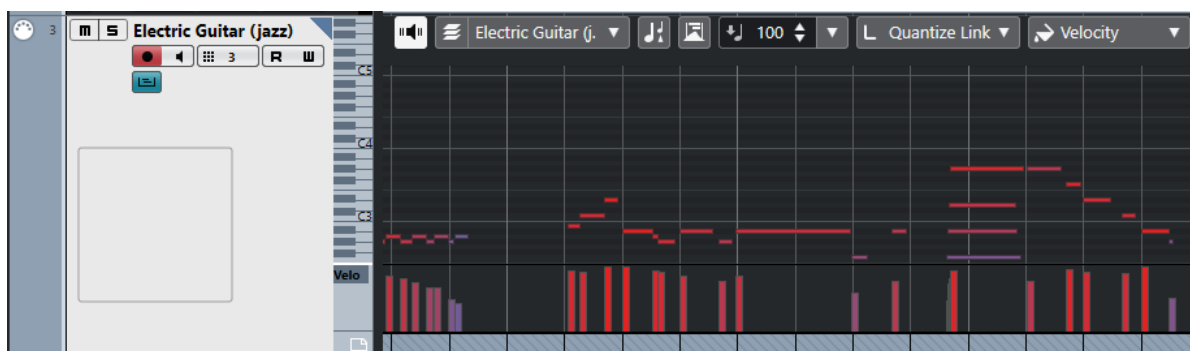 3 M S Electric Guitar (jazz)
3 R W
Electric Guitar (j.
100
Quantize Link
Velocity
C5
C4
C3
Velo